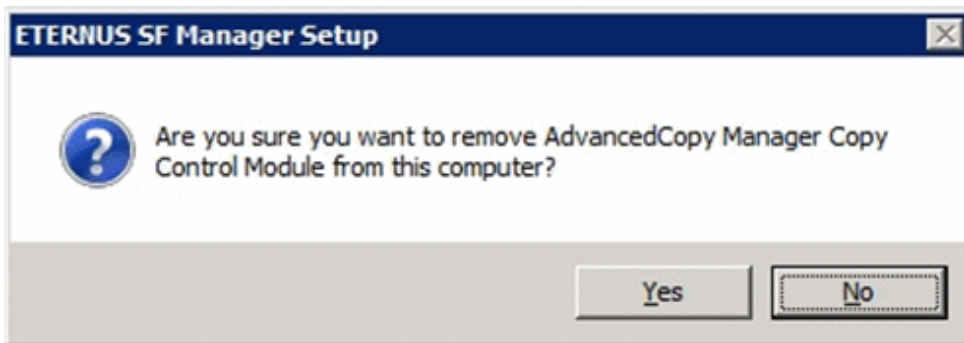 ETERNUS SF Manager Setup
Are you sure you want to remove AdvancedCopy Manager Copy
Control Module from this computer?
Yes
No